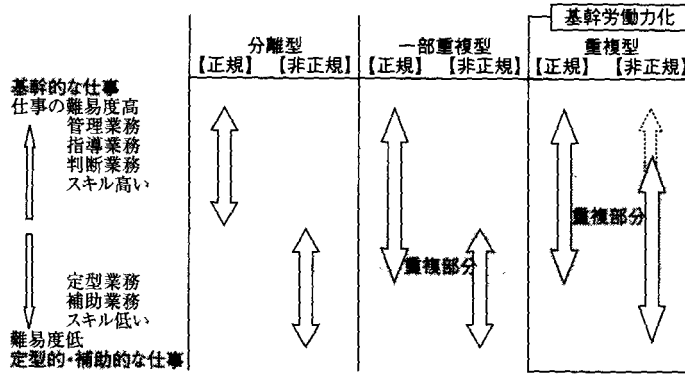 基幹労働力化
分離型 一部重複型 重複型
【正規】 【非正規】 【正規】 【非正規】 【正規】 【非正規】
基幹的な仕事
仕事の難易度高
管理業務
指導業務
判断業務
スキル高い
重複部分
重複部分
定型業務
補助業務
スキル低い
難易度低
定型的・補助的な仕事